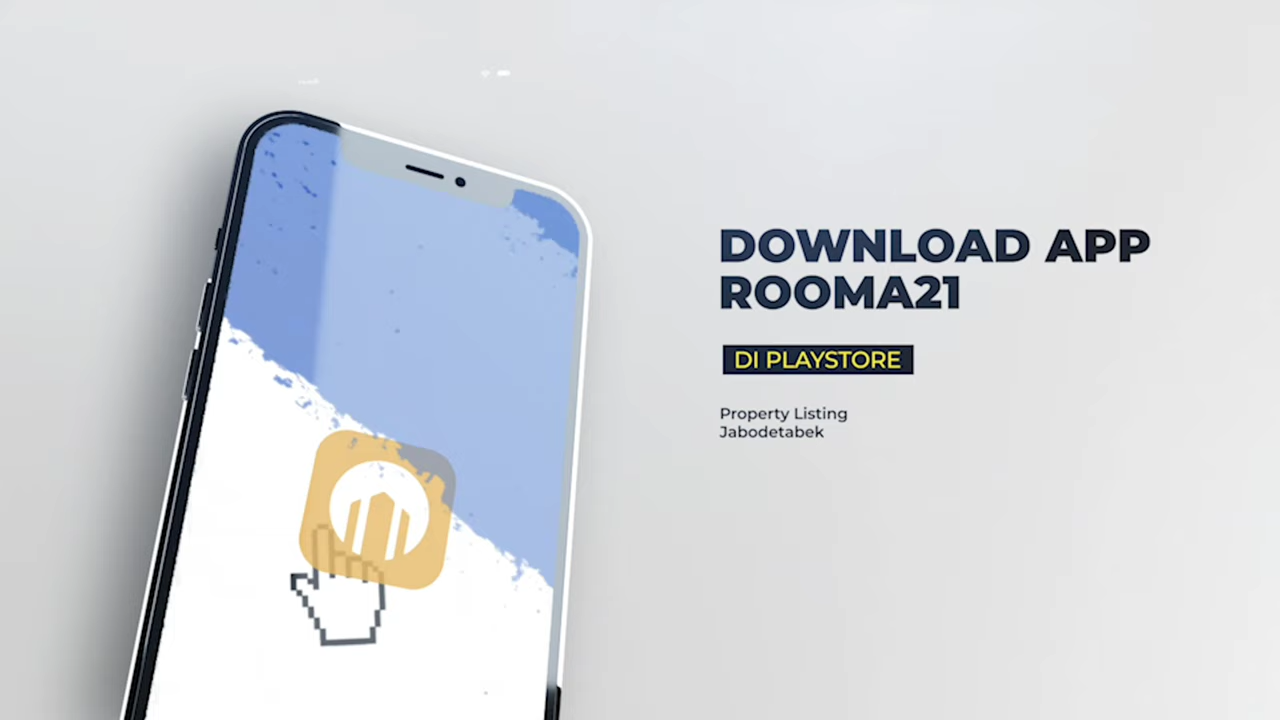 DOWNLOAD APP
ROOMA21
DI PLAYSTORE
Property Listing
Jabodetabek